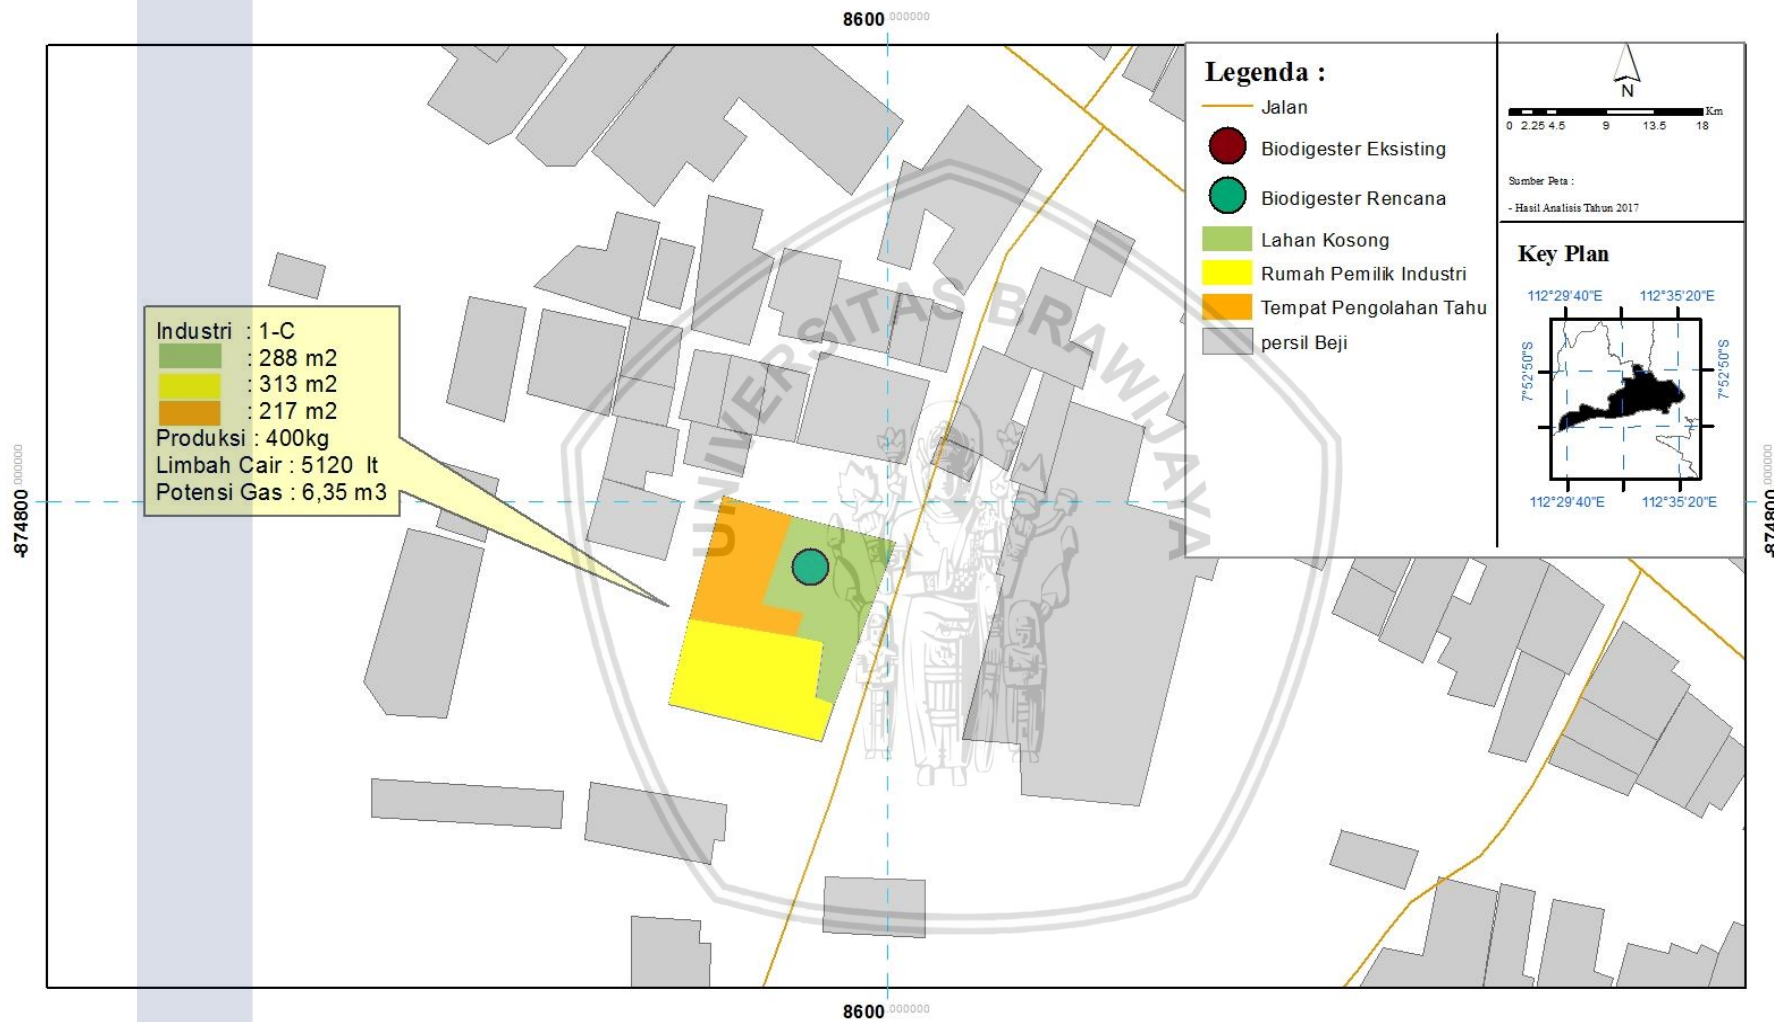 8600.000000
Legenda :
Jalan
Biodigester Eksisting
Biodigester Rencana
Lahan Kosong
Rumah Pemilik Industri
Tempat Pengolahan Tahu
persil Beji
N
Km
0 2.25 4.5 9 13.5 18
Sumber Peta :
- Hasil Analisis Tahun 2017
Key Plan
112°29'40"E 112°35'20"E
7°52'50"S 7°52'50"S
112°29'40"E 112°35'20"E
Industri : 1-C
: 288 m2
: 313 m2
: 217 m2
Produksi : 400kg
Limbah Cair : 5120 lt
Potensi Gas : 6,35 m3
UNIVERSITAS BRAWIJAYA
-874800.000000
-874800.000000
8600.000000